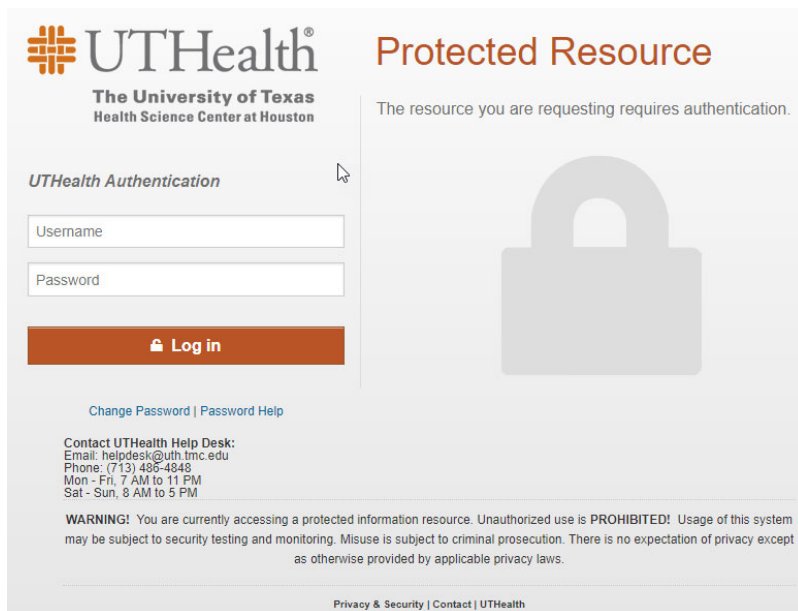 UTHealth®
The University of Texas
Health Science Center at Houston
Protected Resource
The resource you are requesting requires authentication.
UTHealth Authentication
Username
Password
Log in
Change Password | Password Help
Contact UTHealth Help Desk:
Email: helpdesk@uth.tmc.edu
Phone: (713) 486-4848
Mon - Fri, 7 AM to 11 PM
Sat - Sun, 8 AM to 5 PM
WARNING! You are currently accessing a protected information resource. Unauthorized use is PROHIBITED! Usage of this system
may be subject to security testing and monitoring. Misuse is subject to criminal prosecution. There is no expectation of privacy except
as otherwise provided by applicable privacy laws.
Privacy & Security | Contact | UTHealth